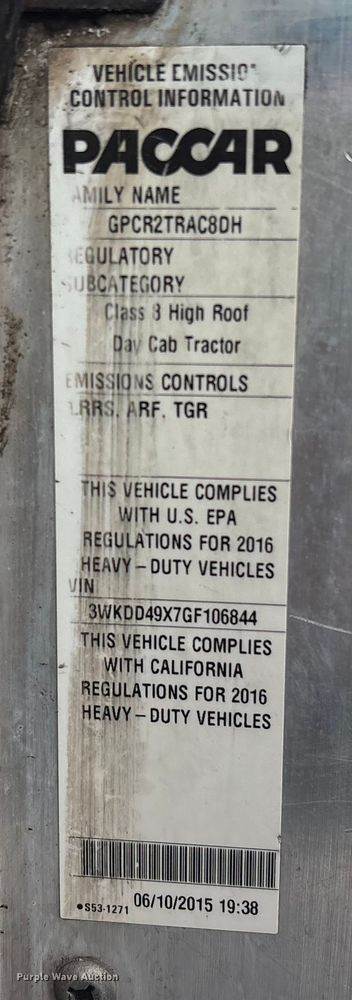 VEHICLE EMISSION
CONTROL INFORMATION
PACCAR
AMILY NAME
GPCR2TRAC8DH
EGULATORY
UBCATEGORY
Class 8 High Roof
Day Cab Tractor
EMISSIONS CONTROLS
LRRS, ARF, TGR
THIS VEHICLE COMPLIES
WITH U.S. EPA
REGULATIONS FOR 2016
HEAVY – DUTY VEHICLES
VIN
3WKDD49X7GF106844
THIS VEHICLE COMPLIES
WITH CALIFORNIA
REGULATIONS FOR 2016
HEAVY – DUTY VEHICLES
•S53-1271 06/10/2015 19:38
Purple Wave Auction